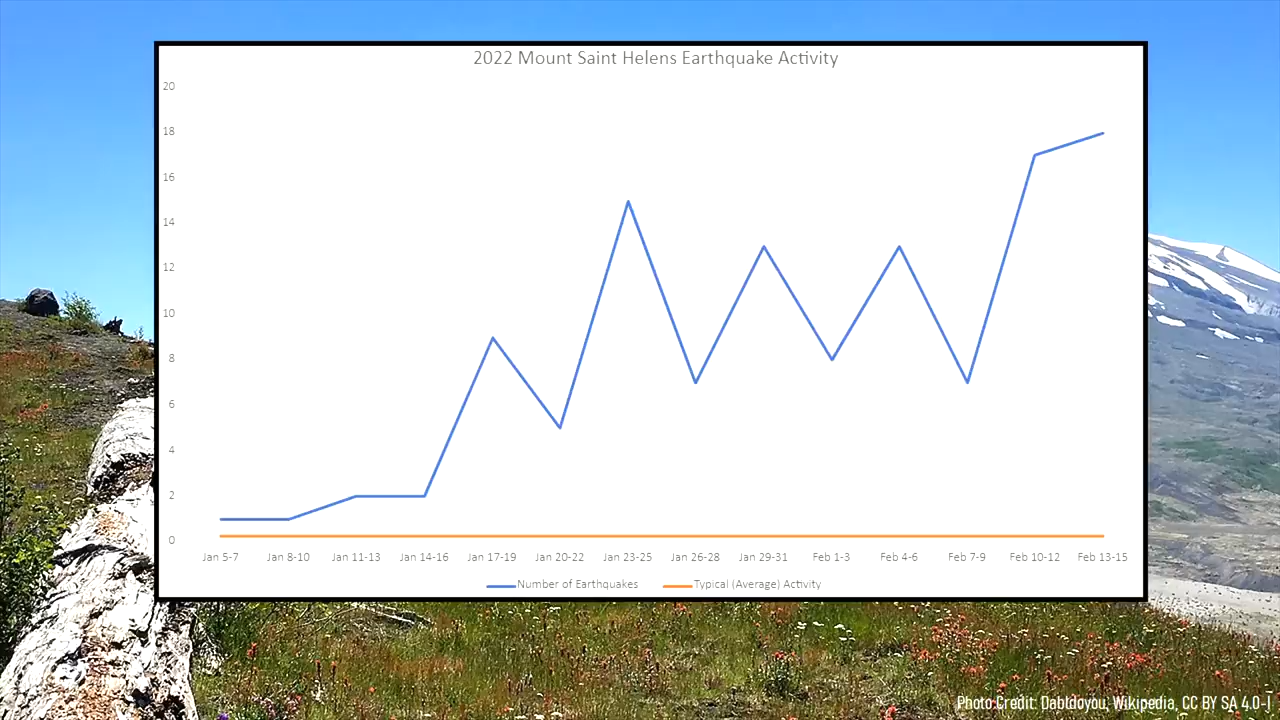 2022 Mount Saint Helens Earthquake Activity
20
18
16
14
12
10
8
6
4
2
0
Jan 5-7 Jan 8-10 Jan 11-13 Jan 14-16 Jan 17-19 Jan 20-22 Jan 23-25 Jan 26-28 Jan 29-31 Feb 1-3 Feb 4-6 Feb 7-9 Feb 10-12 Feb 13-15
Number of Earthquakes Typical (Average) Activity
Photo Credit: Dabldoyou, Wikipedia, CC BY SA 4.0-I